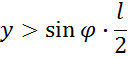 y > sin φ · l/2